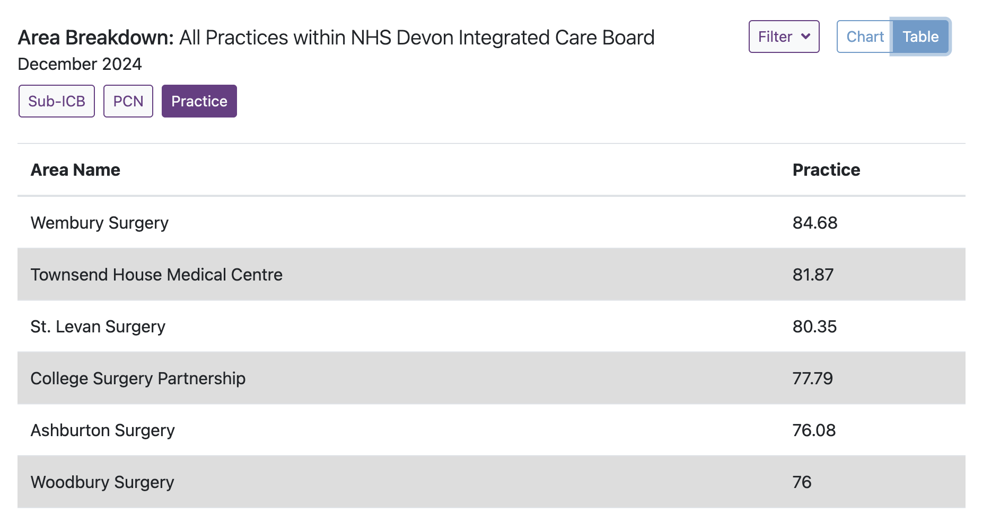 Area Breakdown: All Practices within NHS Devon Integrated Care Board
December 2024
Filter
Chart Table
Sub-ICB PCN Practice
Area Name Practice
Wembury Surgery 84.68
Townsend House Medical Centre 81.87
St. Levan Surgery 80.35
College Surgery Partnership 77.79
Ashburton Surgery 76.08
Woodbury Surgery 76